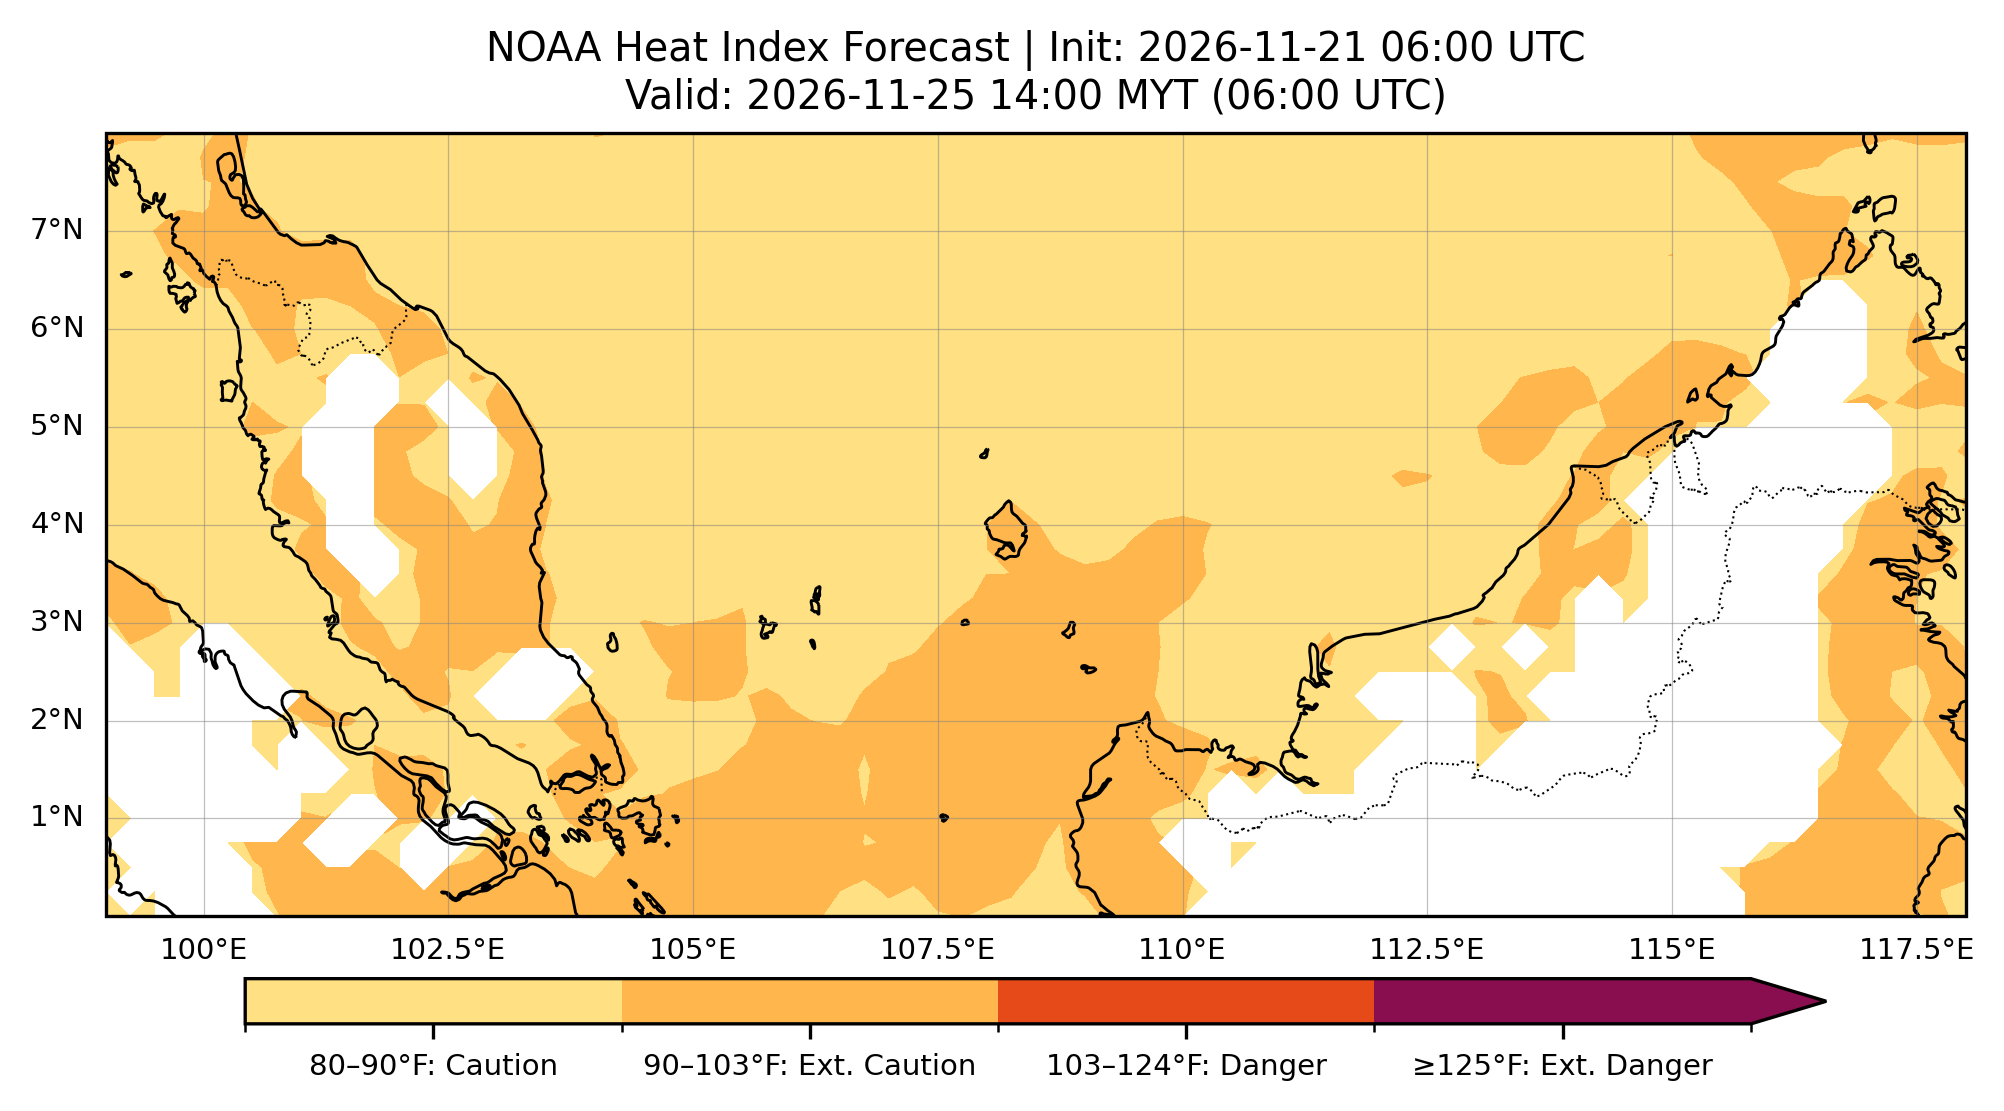 NOAA Heat Index Forecast | Init: 2026-11-21 06:00 UTC
Valid: 2026-11-25 14:00 MYT (06:00 UTC)
7°N
6°N
5°N
4°N
3°N
2°N
1°N
100°E 102.5°E 105°E 107.5°E 110°E 112.5°E 115°E 117.5°E
80–90°F: Caution 90–103°F: Ext. Caution 103–124°F: Danger ≥125°F: Ext. Danger